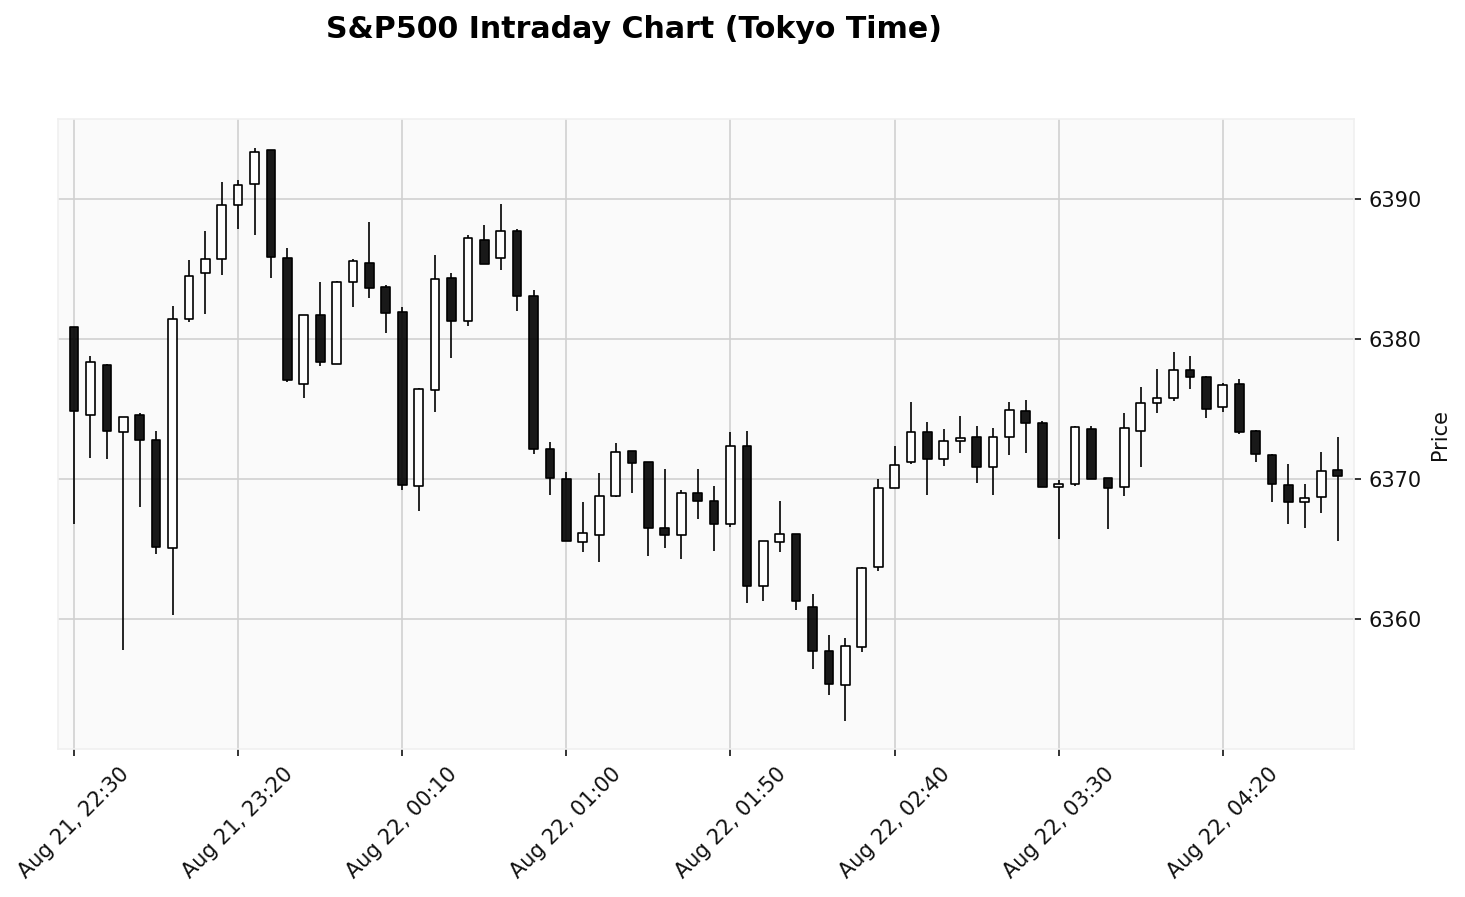 S&P500 Intraday Chart (Tokyo Time)
6390
6380
6370
6360
Price
Aug 21, 22:30
Aug 21, 23:20
Aug 22, 00:10
Aug 22, 01:00
Aug 22, 01:50
Aug 22, 02:40
Aug 22, 03:30
Aug 22, 04:20